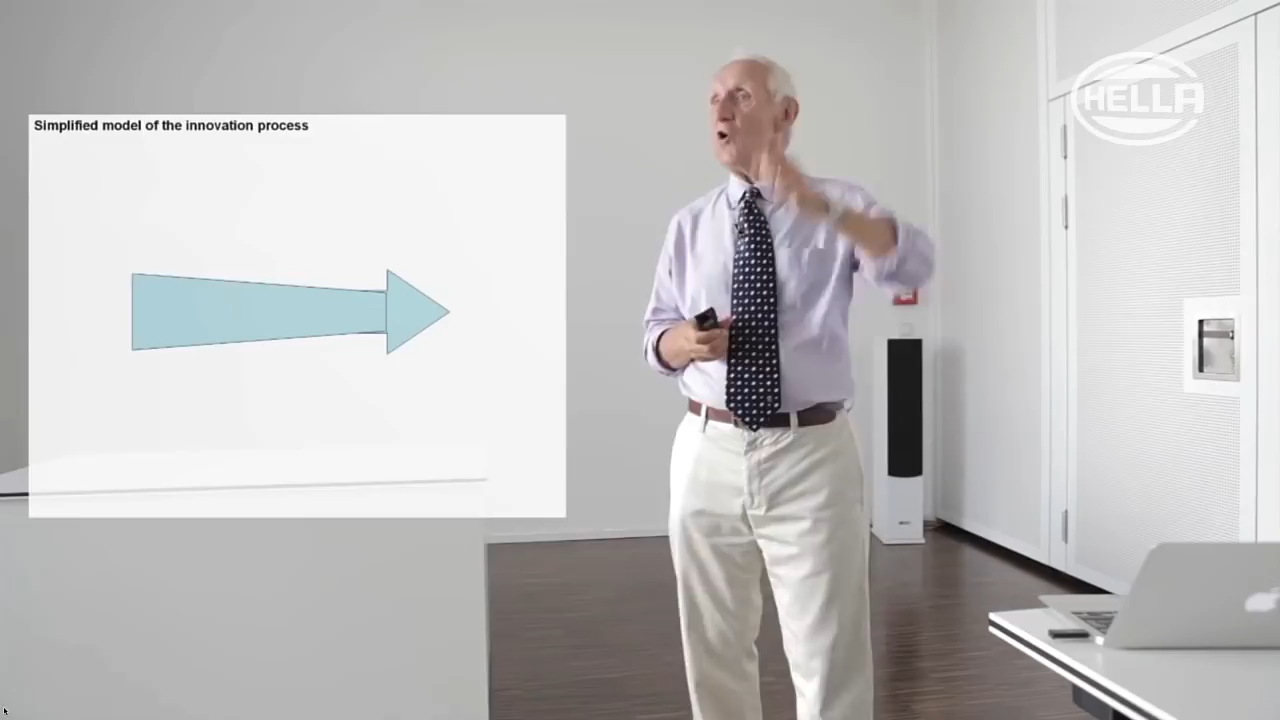 Simplified model of the innovation process
HELLA